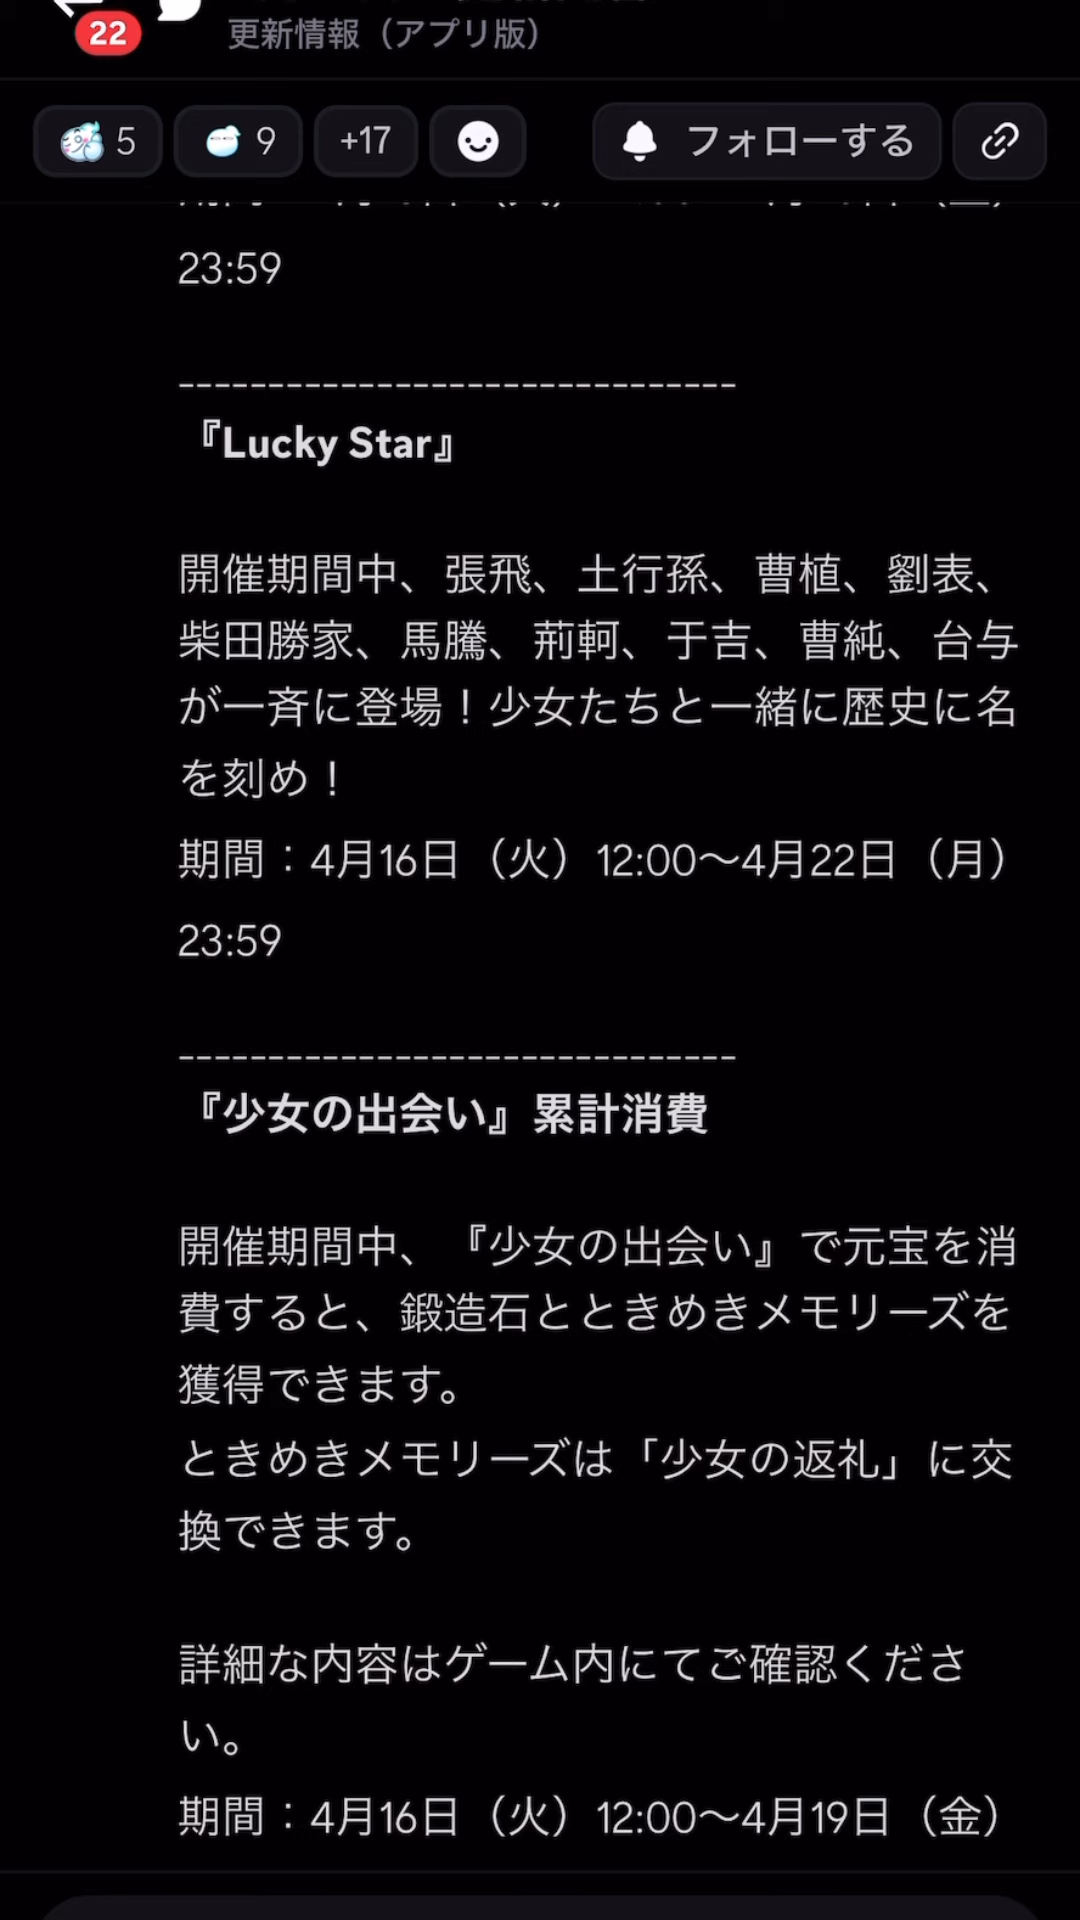 22
更新情報（アプリ版）
5
9
+17
フォローする
23:59
-------------------------------
『Lucky Star』
開催期間中、張飛、土行孫、曹植、劉表、
柴田勝家、馬騰、荊軻、于吉、曹純、台与
が一斉に登場！少女たちと一緒に歴史に名
を刻め！
期間：4月16日（火）12:00〜4月22日（月）
23:59
-------------------------------
『少女の出会い』累計消費
開催期間中、『少女の出会い』で元宝を消
費すると、鍛造石とときめきメモリーズを
獲得できます。
ときめきメモリーズは「少女の返礼」に交
換できます。
詳細な内容はゲーム内にてご確認くださ
い。
期間：4月16日（火）12:00〜4月19日（金）